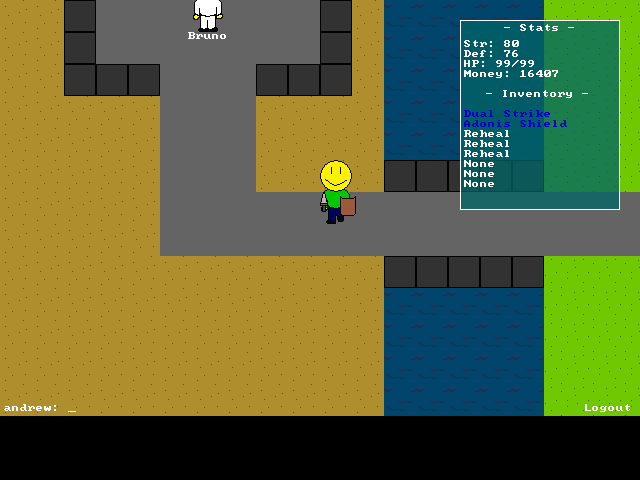 Bruno
- Stats -
Str: 80
Def: 76
HP: 99/99
Money: 16407
- Inventory -
Dual Strike
Adonis Shield
Reheal
Reheal
Reheal
None
None
None
andrew: _
Logout